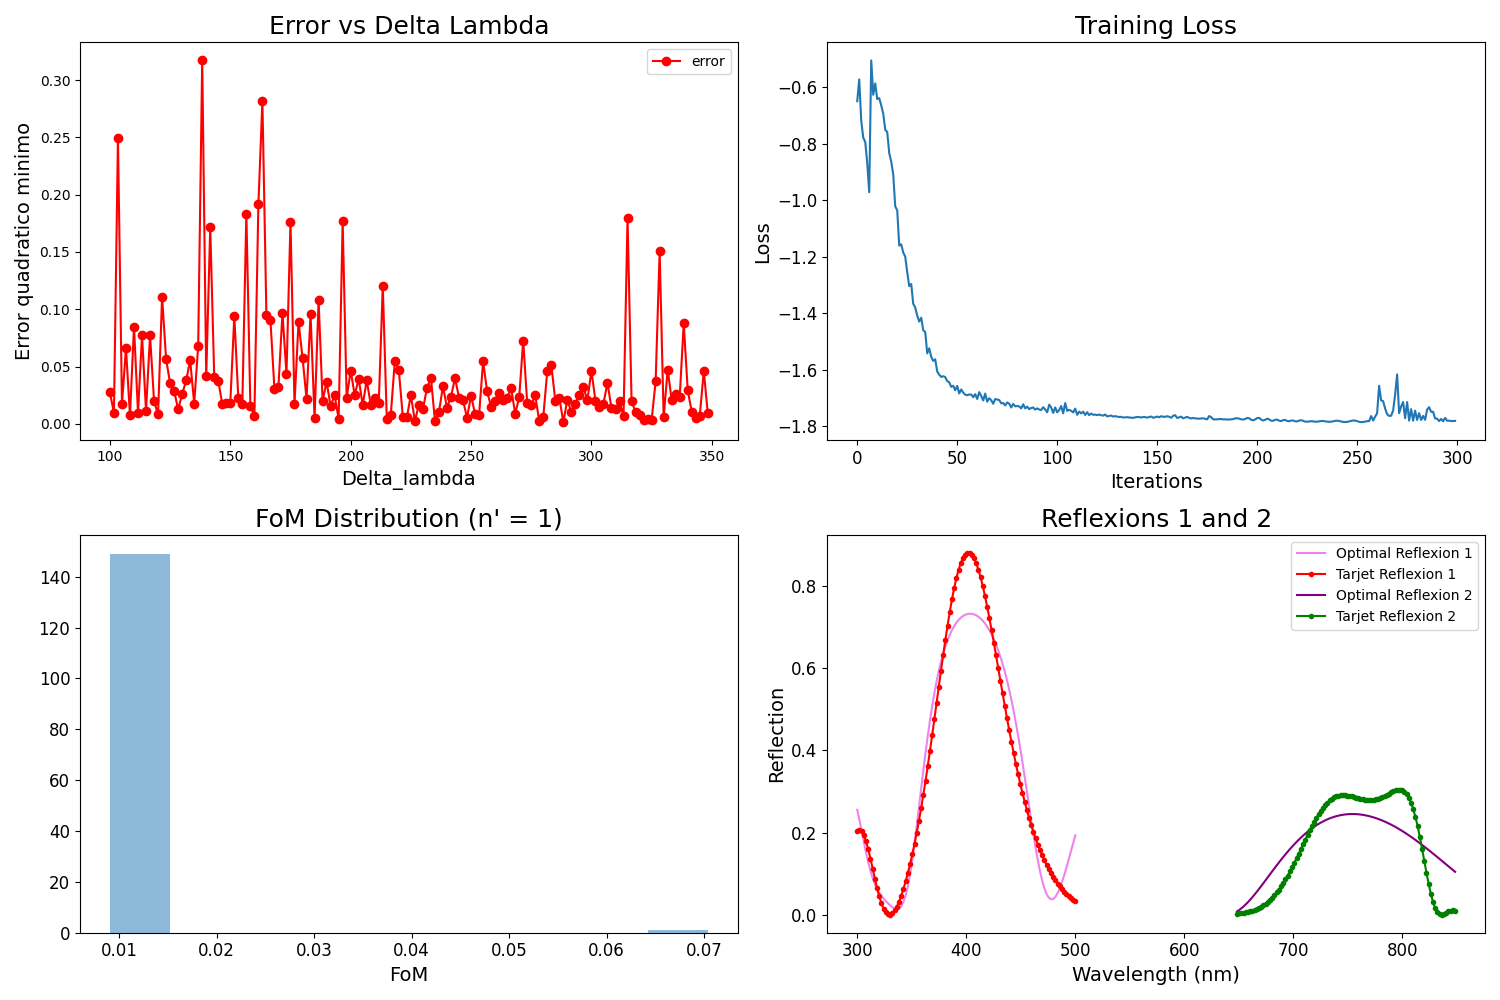 Error vs Delta Lambda
error
Error quadratico minimo
0.30
0.25
0.20
0.15
0.10
0.05
0.00
100 150 200 250 300 350
Delta_lambda
Training Loss
Loss
−0.6
−0.8
−1.0
−1.2
−1.4
−1.6
−1.8
0 50 100 150 200 250 300
Iterations
FoM Distribution (n' = 1)
140
120
100
80
60
40
20
0
0.01 0.02 0.03 0.04 0.05 0.06 0.07
FoM
Reflexions 1 and 2
Optimal Reflexion 1
Tarjet Reflexion 1
Optimal Reflexion 2
Tarjet Reflexion 2
Reflection
0.8
0.6
0.4
0.2
0.0
300 400 500 600 700 800
Wavelength (nm)